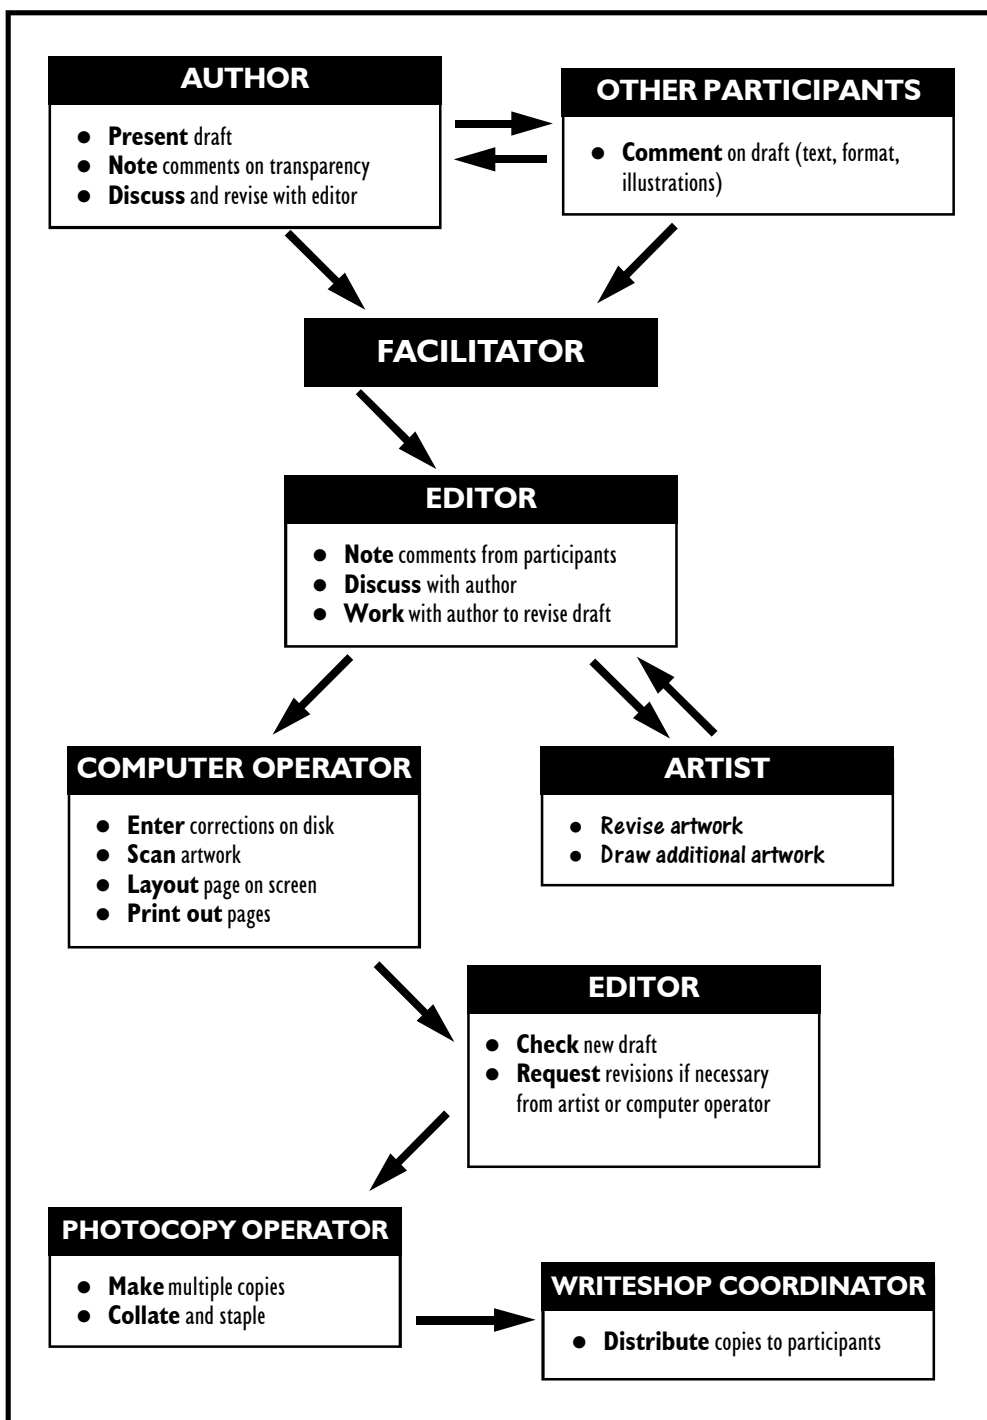 AUTHOR
● Present draft
● Note comments on transparency
● Discuss and revise with editor
OTHER PARTICIPANTS
● Comment on draft (text, format,
illustrations)
FACILITATOR
EDITOR
● Note comments from participants
● Discuss with author
● Work with author to revise draft
COMPUTER OPERATOR
● Enter corrections on disk
● Scan artwork
● Layout page on screen
● Print out pages
ARTIST
● Revise artwork
● Draw additional artwork
EDITOR
● Check new draft
● Request revisions if necessary
from artist or computer operator
PHOTOCOPY OPERATOR
● Make multiple copies
● Collate and staple
WRITESHOP COORDINATOR
● Distribute copies to participants